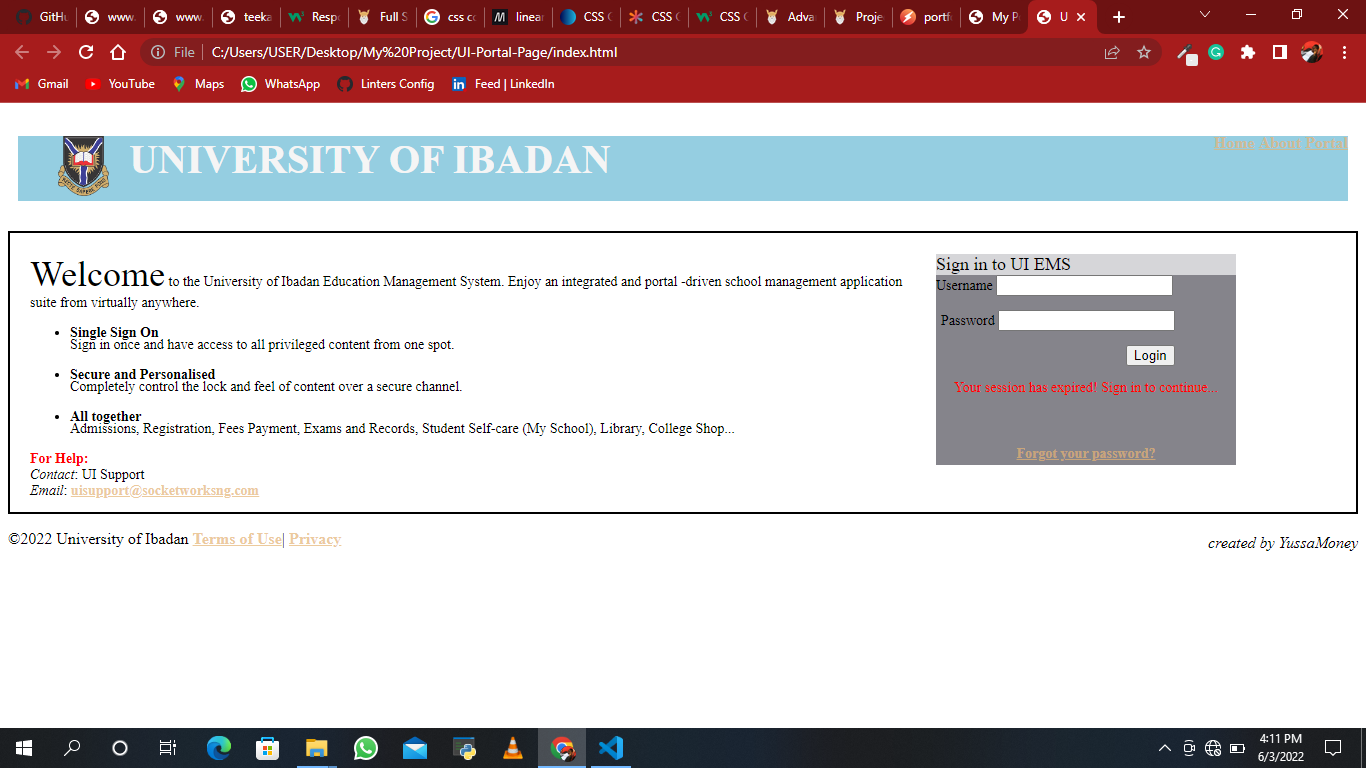 GitHu
www.
www.
teeka
Respo
Full S
css co
linear
CSS C
CSS C
CSS C
Adva
Proje
portfo
My P
U
File C:/Users/USER/Desktop/My%20Project/UI-Portal-Page/index.html
Gmail YouTube Maps WhatsApp Linters Config Feed | LinkedIn
UNIVERSITY OF IBADAN
Home About Portal
Welcome to the University of Ibadan Education Management System. Enjoy an integrated and portal -driven school management application
suite from virtually anywhere.
Single Sign On
Sign in once and have access to all privileged content from one spot.
Secure and Personalised
Completely control the lock and feel of content over a secure channel.
All together
Admissions, Registration, Fees Payment, Exams and Records, Student Self-care (My School), Library, College Shop...
For Help:
Contact: UI Support
Email: uisupport@socketworksng.com
Sign in to UI EMS
Username
Password
Login
Your session has expired! Sign in to continue...
Forgot your password?
©2022 University of Ibadan Terms of Use| Privacy
created by YussaMoney
4:11 PM
6/3/2022